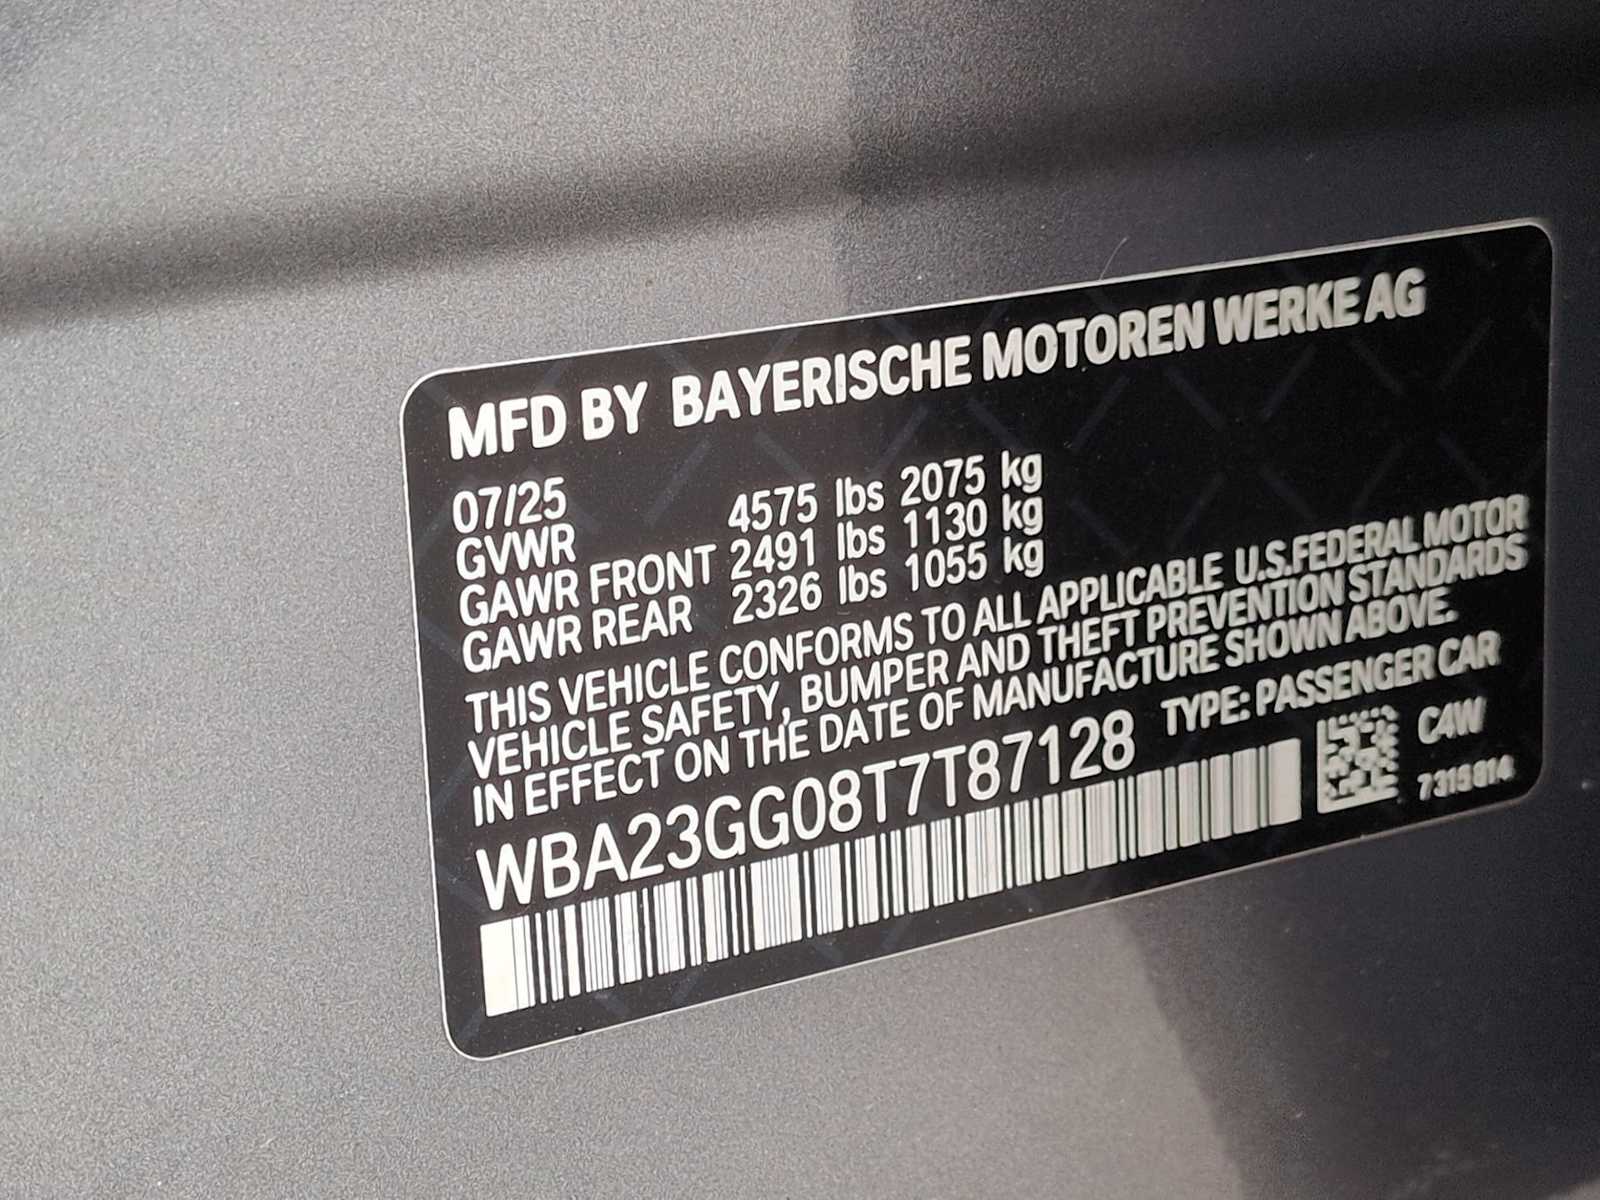 MFD BY BAYERISCHE MOTOREN WERKE AG
07/25
GVWR 4575 lbs 2075 kg
GAWR FRONT 2491 lbs 1130 kg
GAWR REAR 2326 lbs 1055 kg
THIS VEHICLE CONFORMS TO ALL APPLICABLE U.S.FEDERAL MOTOR
VEHICLE SAFETY, BUMPER AND THEFT PREVENTION STANDARDS
IN EFFECT ON THE DATE OF MANUFACTURE SHOWN ABOVE.
WBA23GG08T7T87128 TYPE: PASSENGER CAR
C4W
7315814